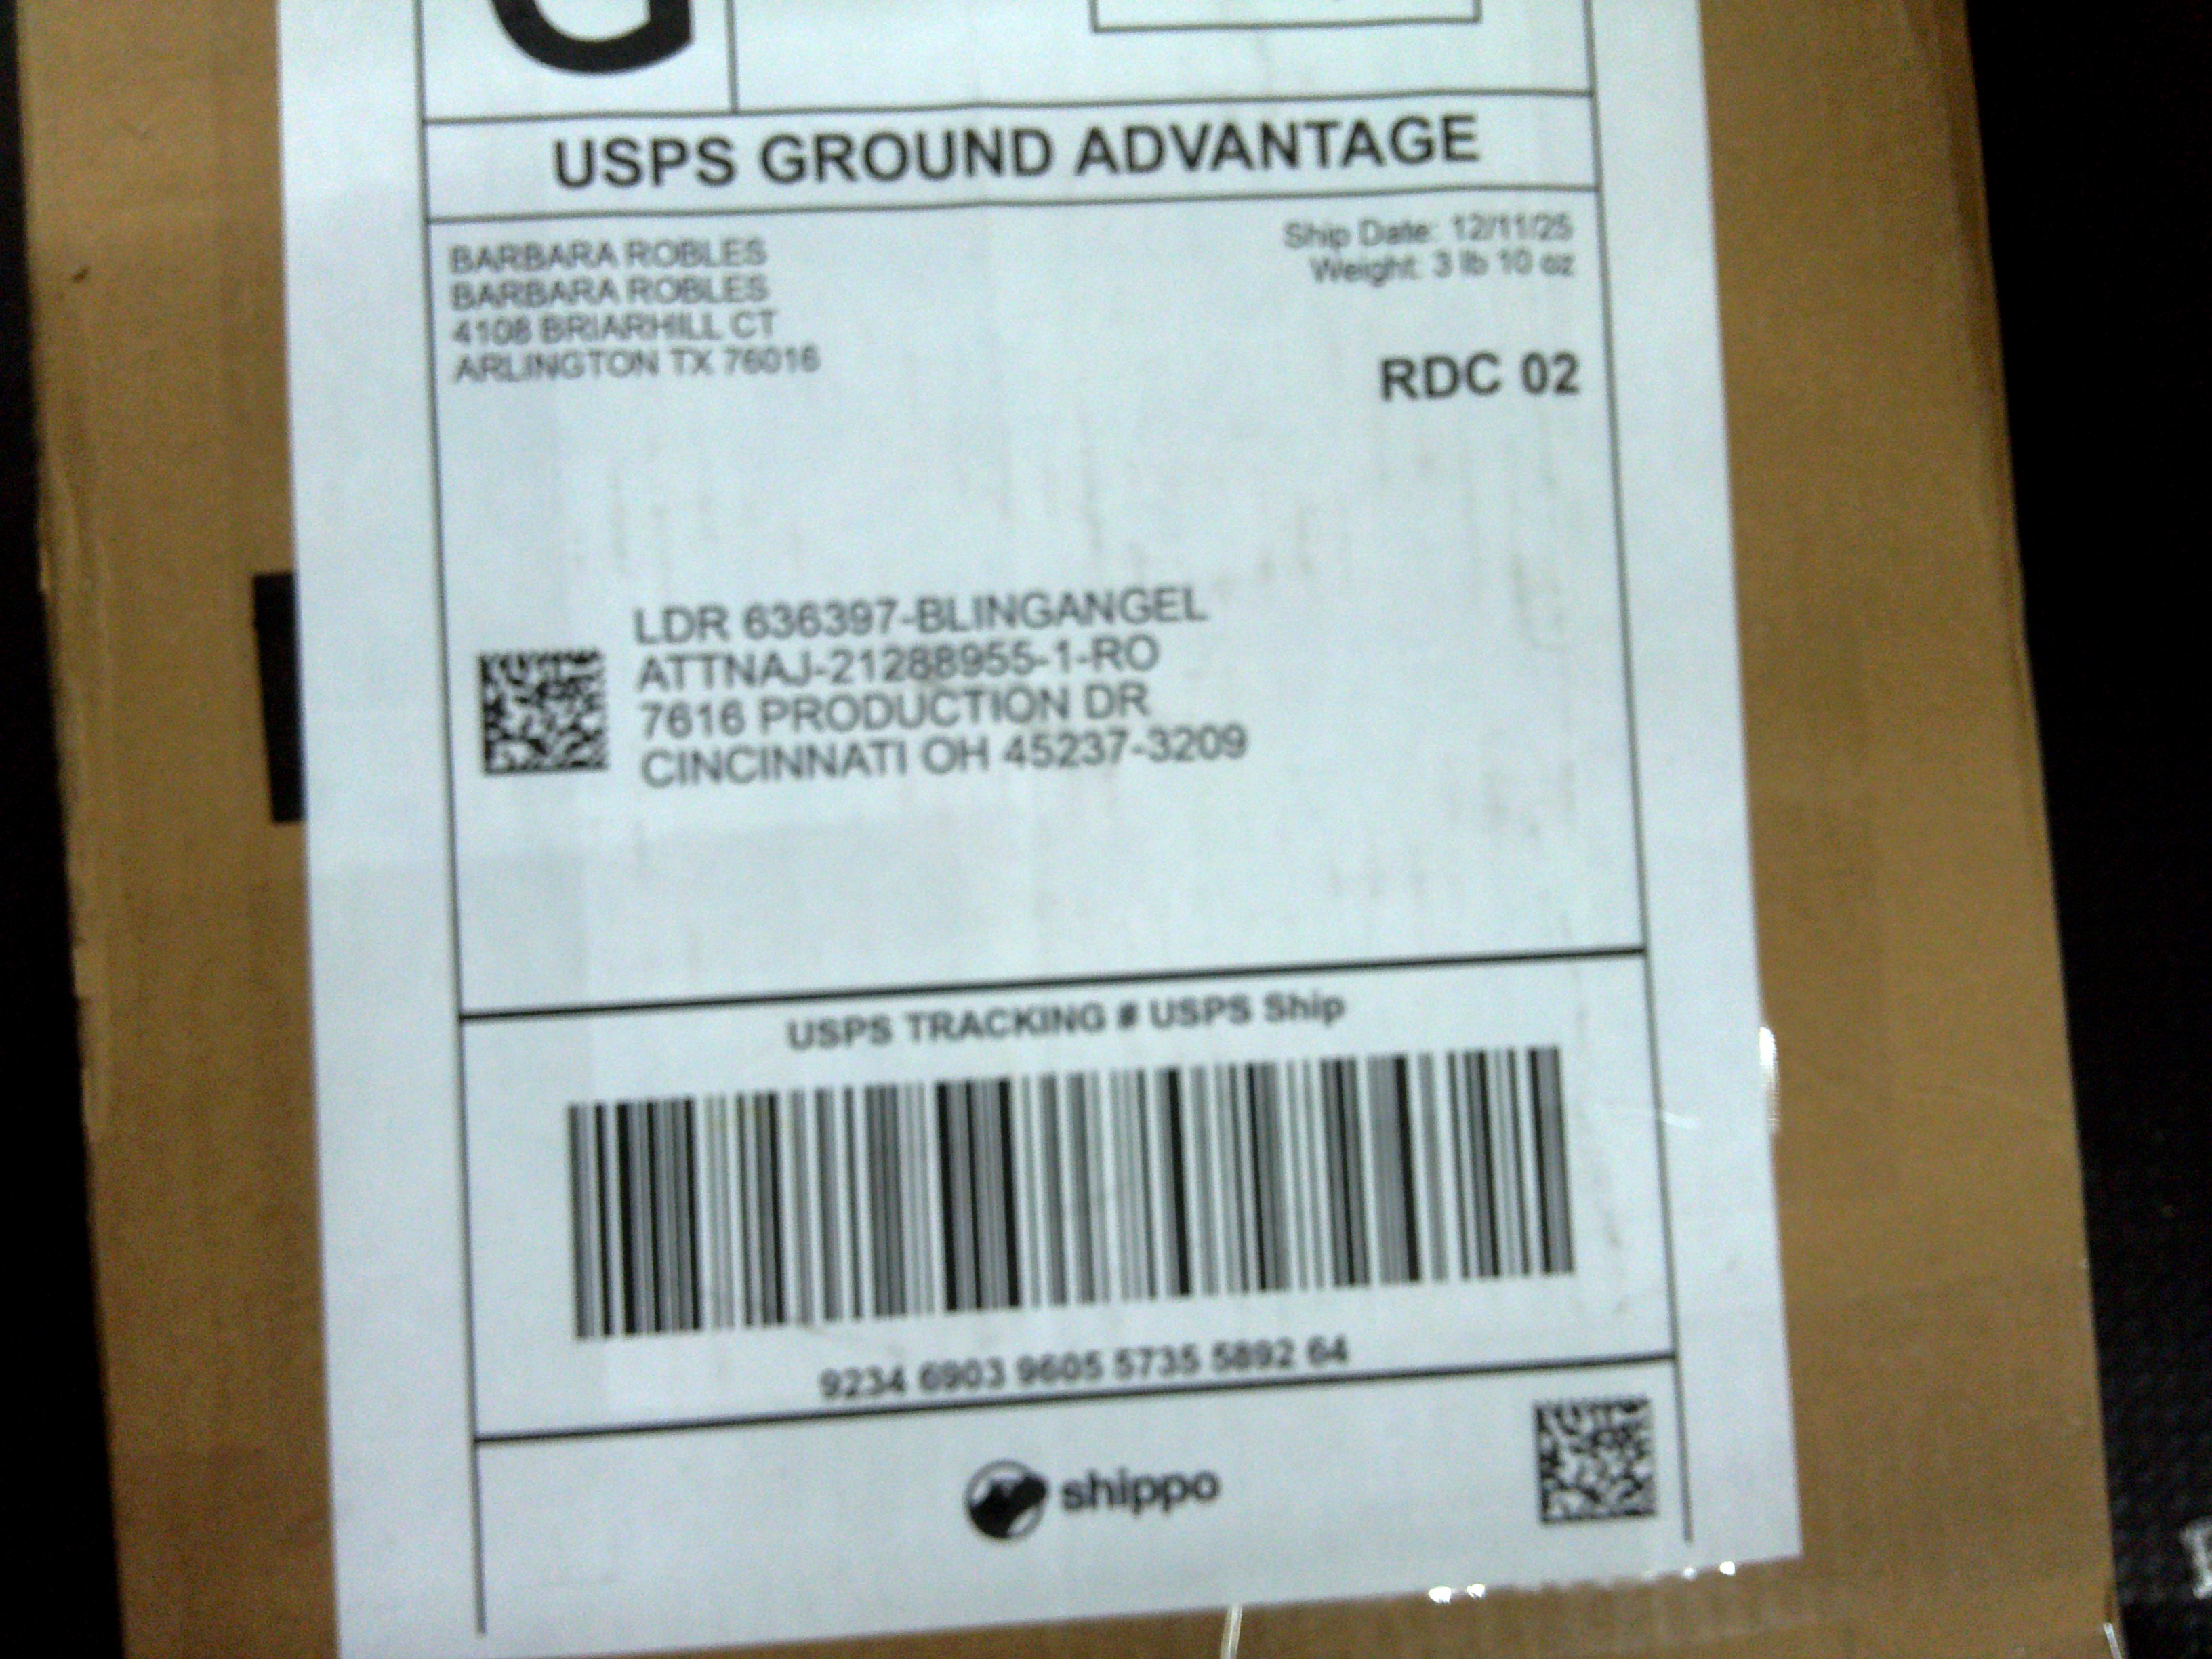 G
USPS GROUND ADVANTAGE
BARBARA ROBLES
BARBARA ROBLES
4108 BRIARHILL CT
ARLINGTON TX 76016
Ship Date: 12/11/25
Weight: 3 lb 10 oz
RDC 02
LDR 636397-BLINGANGEL
ATTNAJ-21288955-1-RO
7616 PRODUCTION DR
CINCINNATI OH 45237-3209
USPS TRACKING # USPS Ship
9234 6903 9605 5735 5892 64
shippo